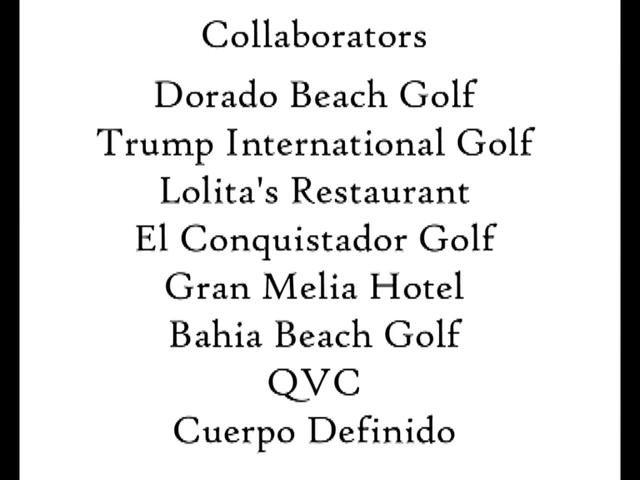 Collaborators
Dorado Beach Golf
Trump International Golf
Lolita's Restaurant
El Conquistador Golf
Gran Melia Hotel
Bahia Beach Golf
QVC
Cuerpo Definido